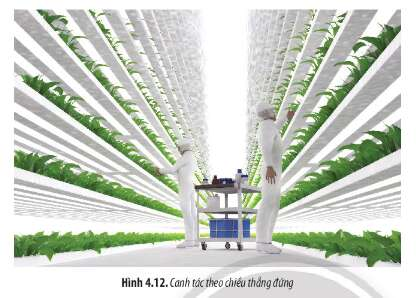 Hình 4.12. Canh tác theo chiều thẳng đứng